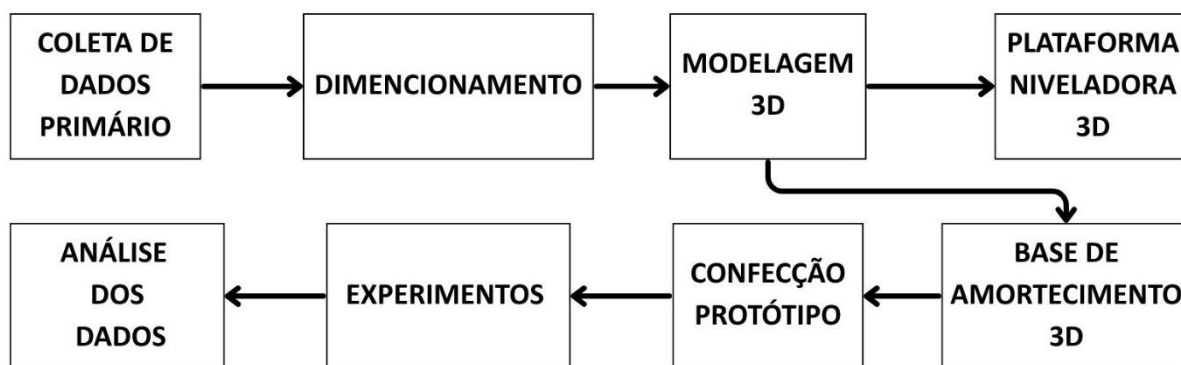 COLETA DE
DADOS
PRIMÁRIO
DIMENCIONAMENTO
MODELAGEM
3D
PLATAFORMA
NIVELADORA
3D
ANÁLISE
DOS
DADOS
EXPERIMENTOS
CONFECÇÃO
PROTÓTIPO
BASE DE
AMORTECIMENTO
3D